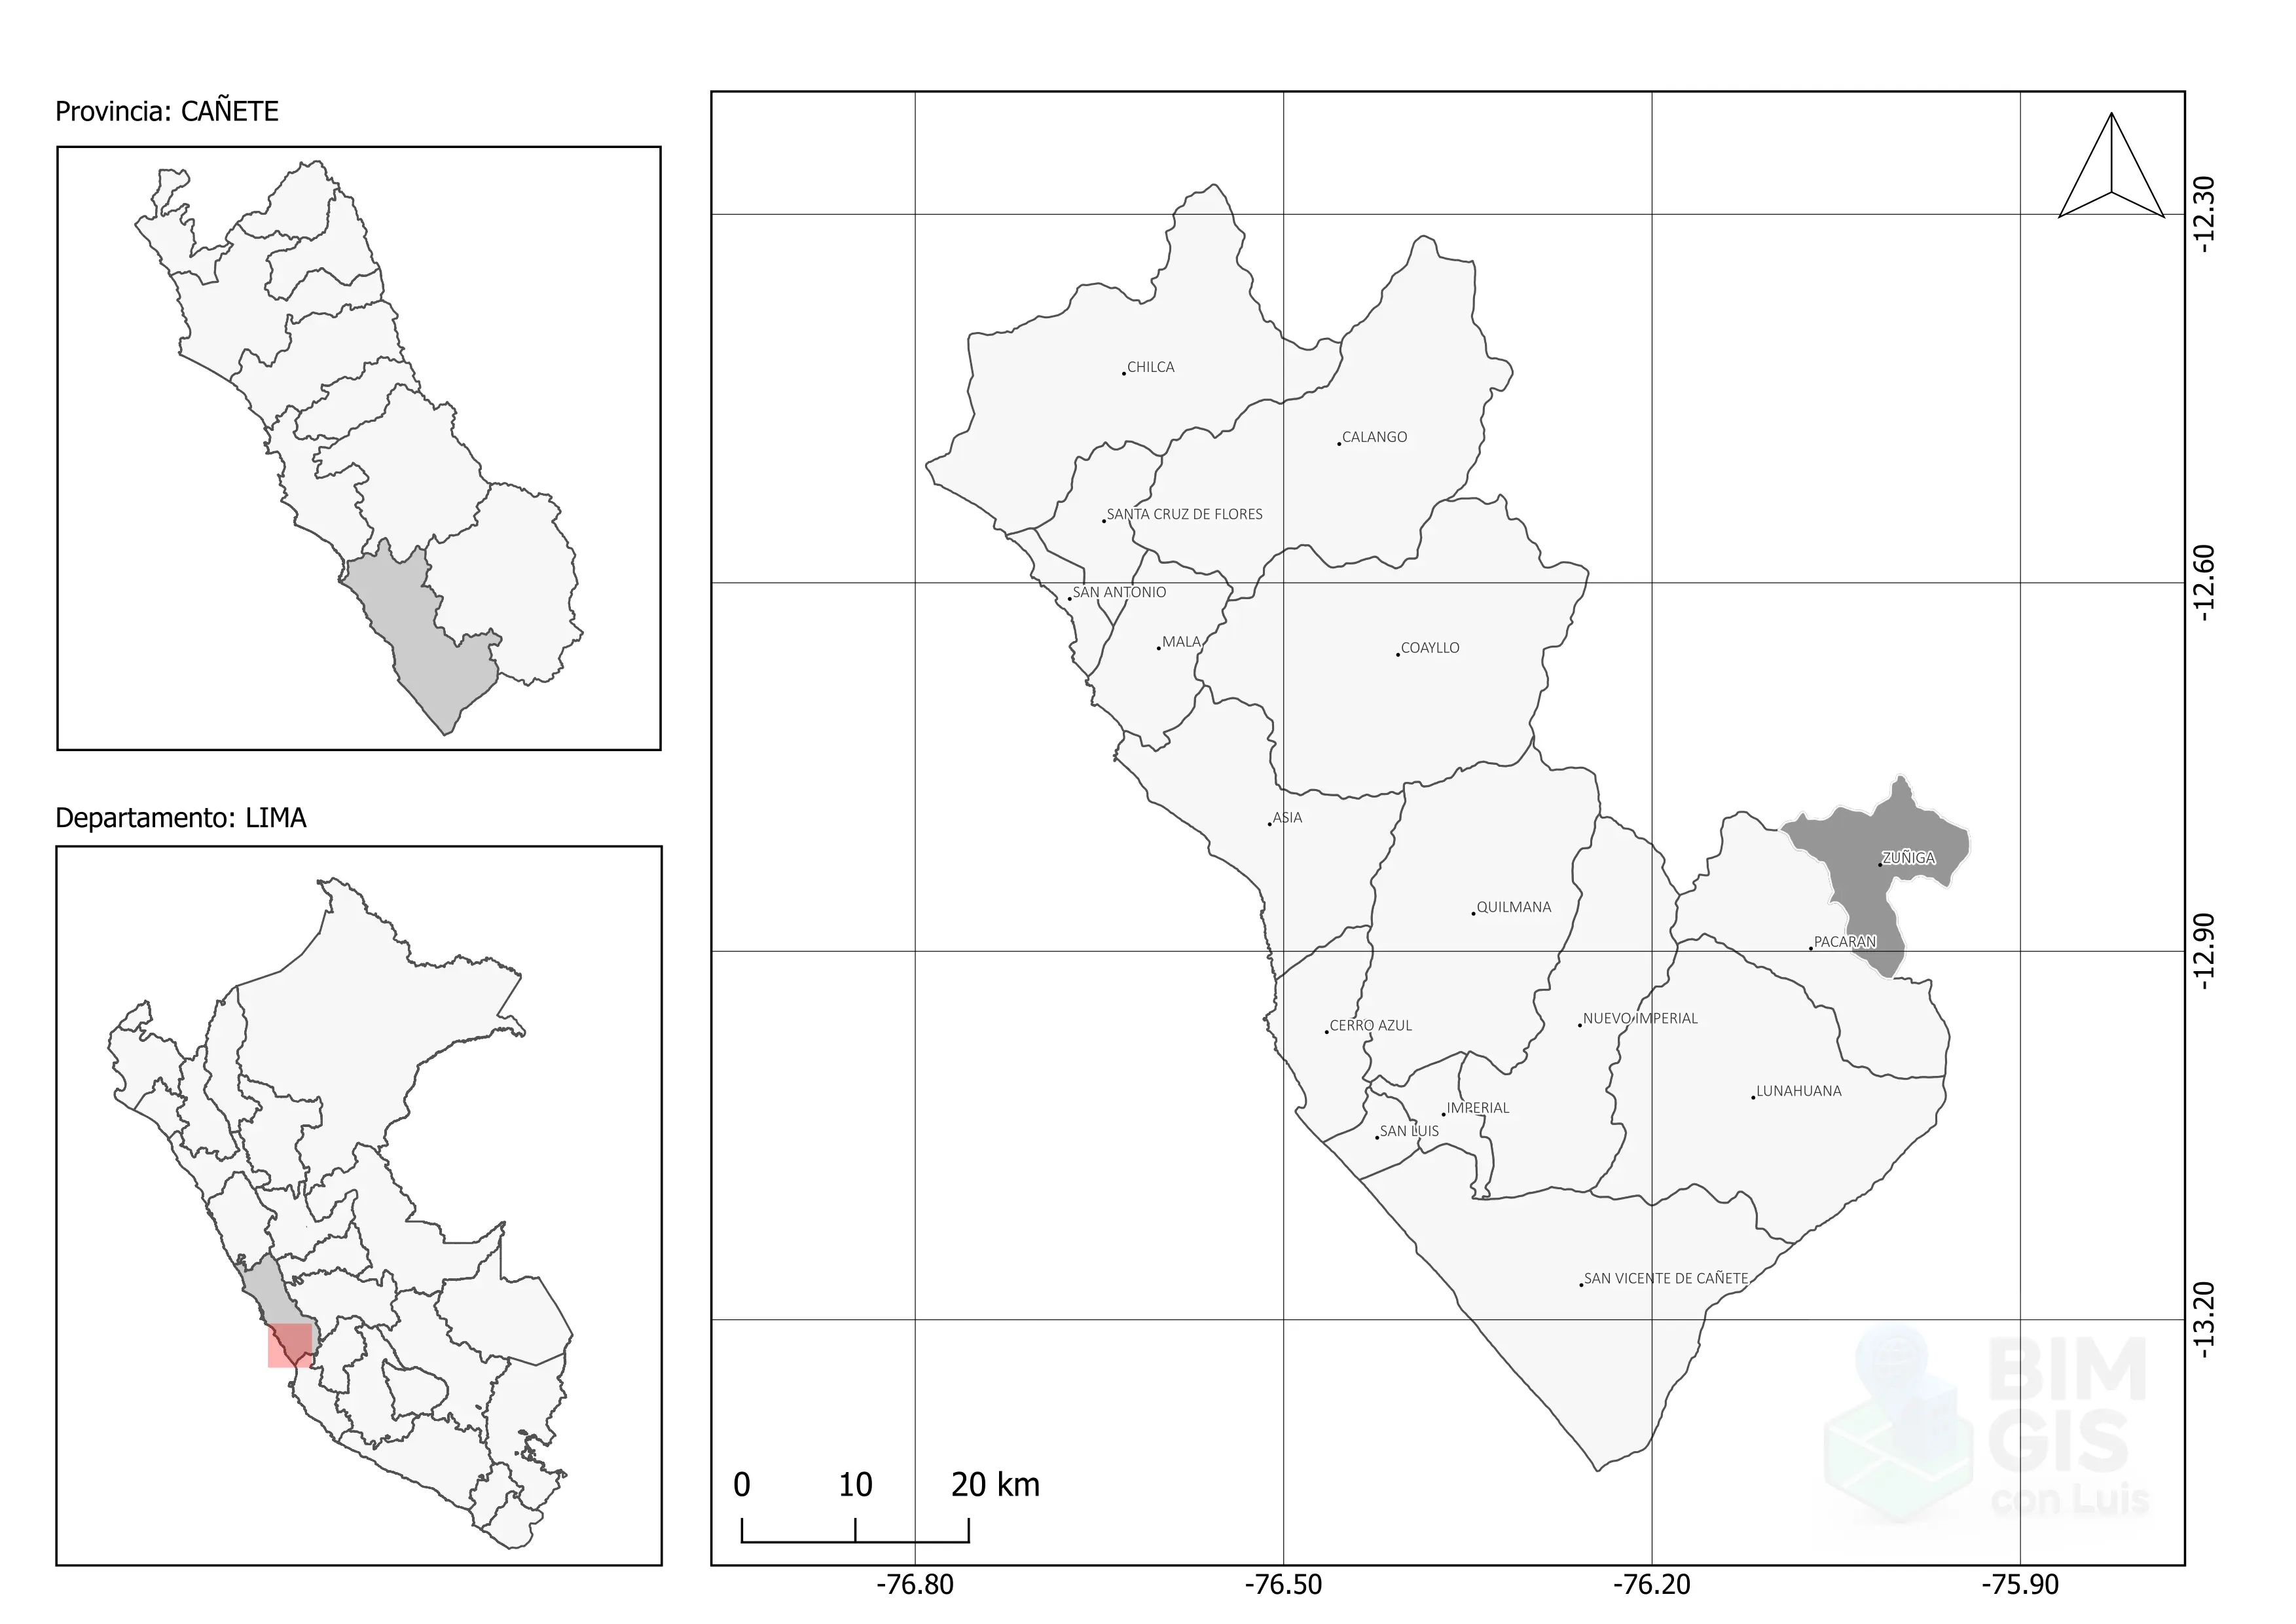 Provincia: CAÑETE
Departamento: LIMA
CHILCA
CALANGO
SANTA CRUZ DE FLORES
SAN ANTONIO
MALA
COAYLLO
ASIA
ZUÑIGA
QUILMANA
PACARAN
CERRO AZUL
NUEVO IMPERIAL
LUNAHUANA
IMPERIAL
SAN LUIS
SAN VICENTE DE CAÑETE
-12.30
-12.60
-12.90
-13.20
BIM
GIS
con Luis
0 10 20 km
-76.80 -76.50 -76.20 -75.90